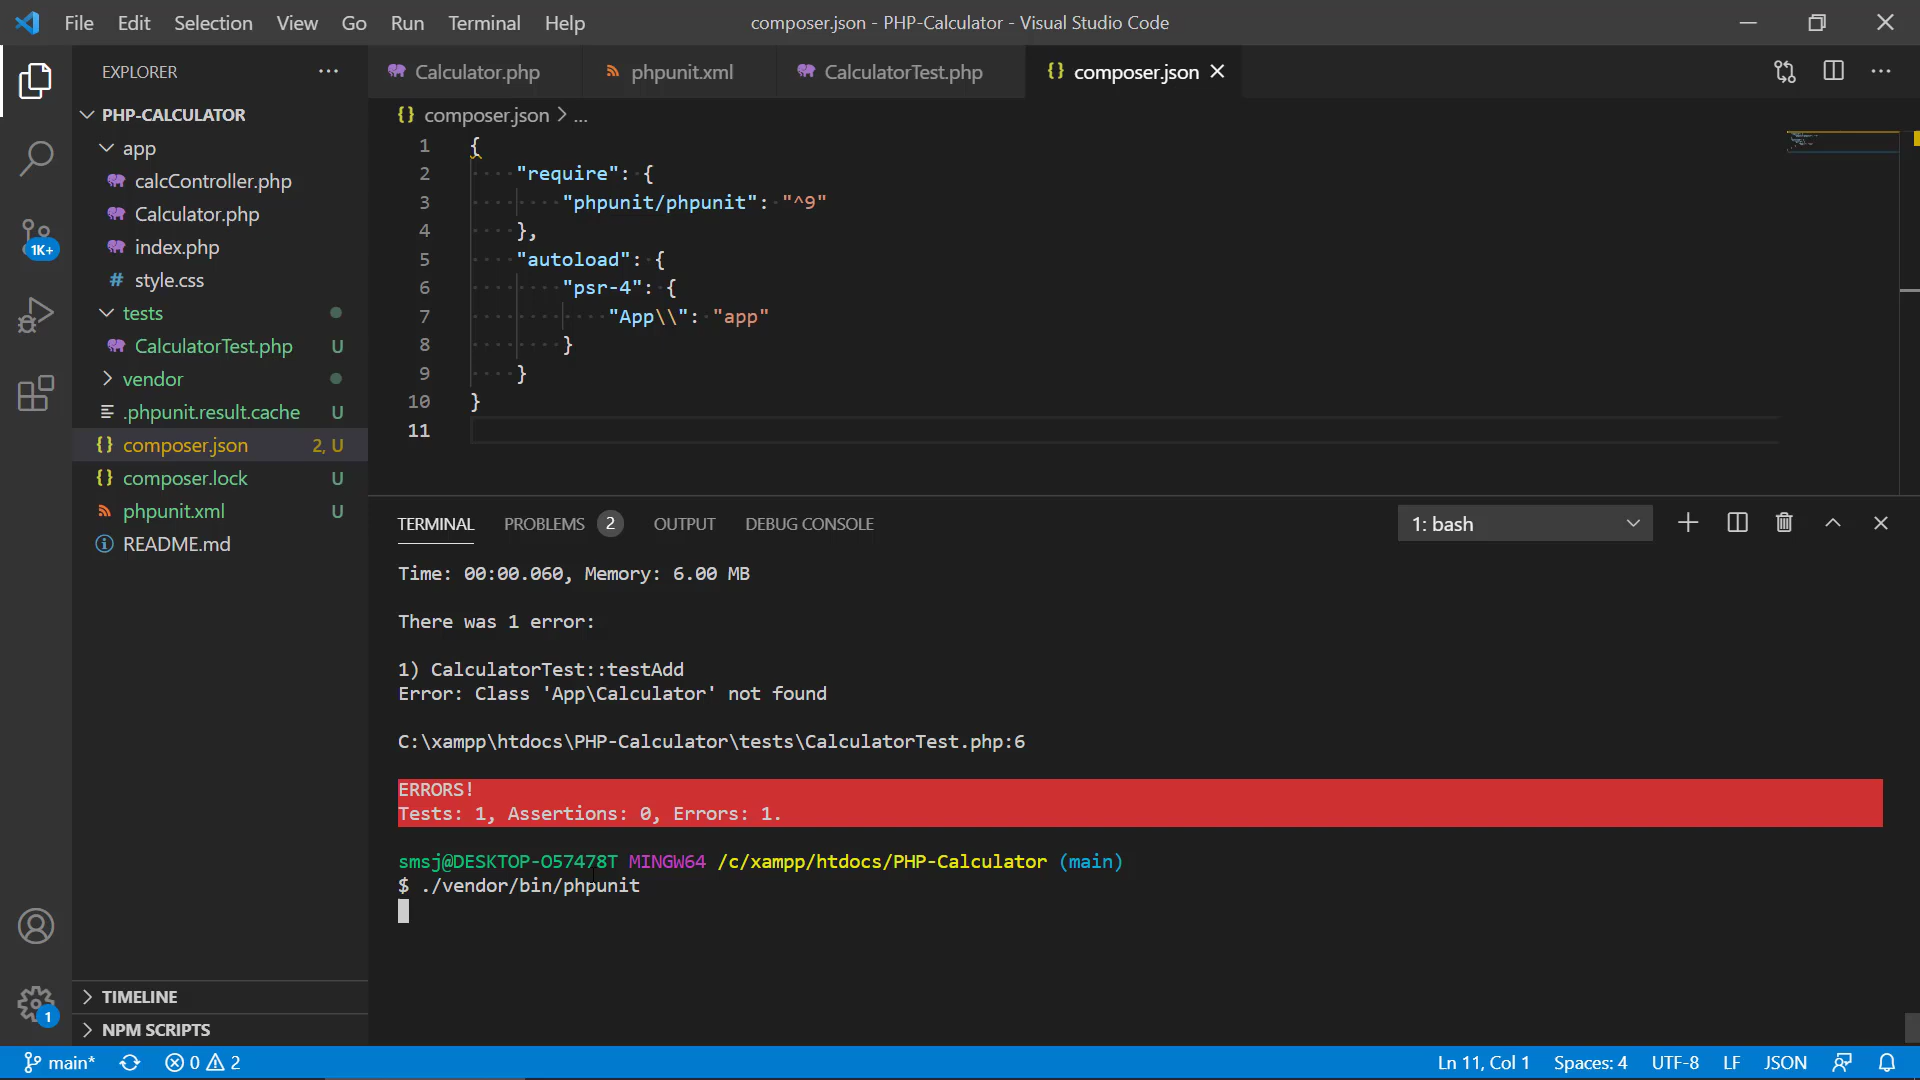 File Edit Selection View Go Run Terminal Help
composer.json - PHP-Calculator - Visual Studio Code
EXPLORER
PHP-CALCULATOR
app
calcController.php
Calculator.php
index.php
# style.css
tests
CalculatorTest.php U
vendor
.phpunit.result.cache U
{} composer.json 2, U
{} composer.lock U
phpunit.xml U
README.md
TIMELINE
NPM SCRIPTS
1K+
1
Calculator.php phpunit.xml CalculatorTest.php {} composer.json
{} composer.json > ...
1 {
2 "require": {
3 "phpunit/phpunit": "^9"
4 },
5 "autoload": {
6 "psr-4": {
7 "App\\": "app"
8 }
9 }
10 }
11
TERMINAL PROBLEMS 2 OUTPUT DEBUG CONSOLE 1: bash
Time: 00:00.060, Memory: 6.00 MB
There was 1 error:
1) CalculatorTest::testAdd
Error: Class 'App\Calculator' not found
C:\xampp\htdocs\PHP-Calculator\tests\CalculatorTest.php:6
ERRORS!
Tests: 1, Assertions: 0, Errors: 1.
smsj@DESKTOP-O57478T MINGW64 /c/xampp/htdocs/PHP-Calculator (main)
$ ./vendor/bin/phpunit
main* 0 2 Ln 11, Col 1 Spaces: 4 UTF-8 LF JSON